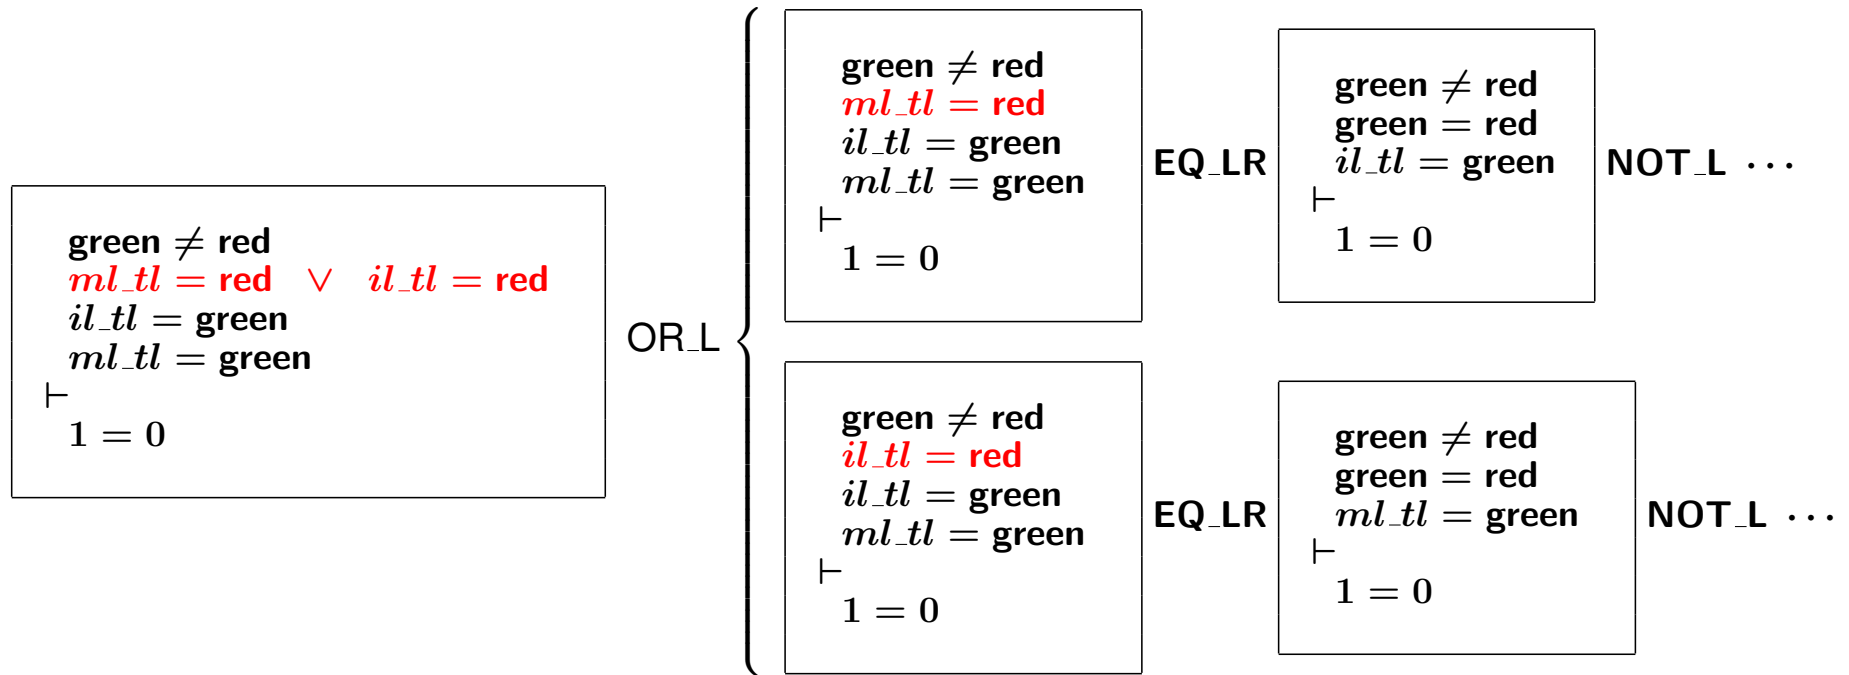 green ≠ red
ml_tl = red ∨ il_tl = red
il_tl = green
ml_tl = green
⊢
1 = 0
OR_L
green ≠ red
ml_tl = red
il_tl = green
ml_tl = green
⊢
1 = 0
EQ_LR
green ≠ red
green = red
il_tl = green
⊢
1 = 0
NOT_L ···
green ≠ red
il_tl = red
il_tl = green
ml_tl = green
⊢
1 = 0
EQ_LR
green ≠ red
green = red
ml_tl = green
⊢
1 = 0
NOT_L ···